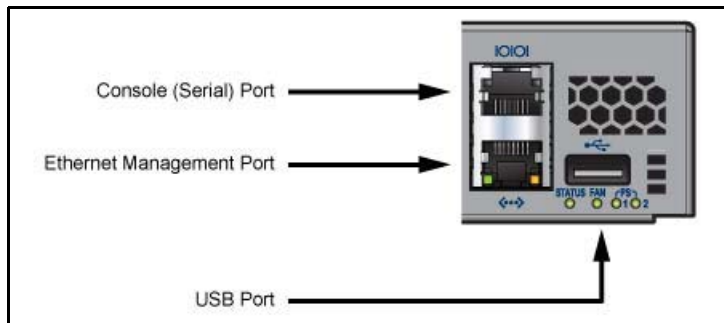 IOIOI
Console (Serial) Port
Ethernet Management Port
STATUS FAN PS
1 2
<···>
USB Port